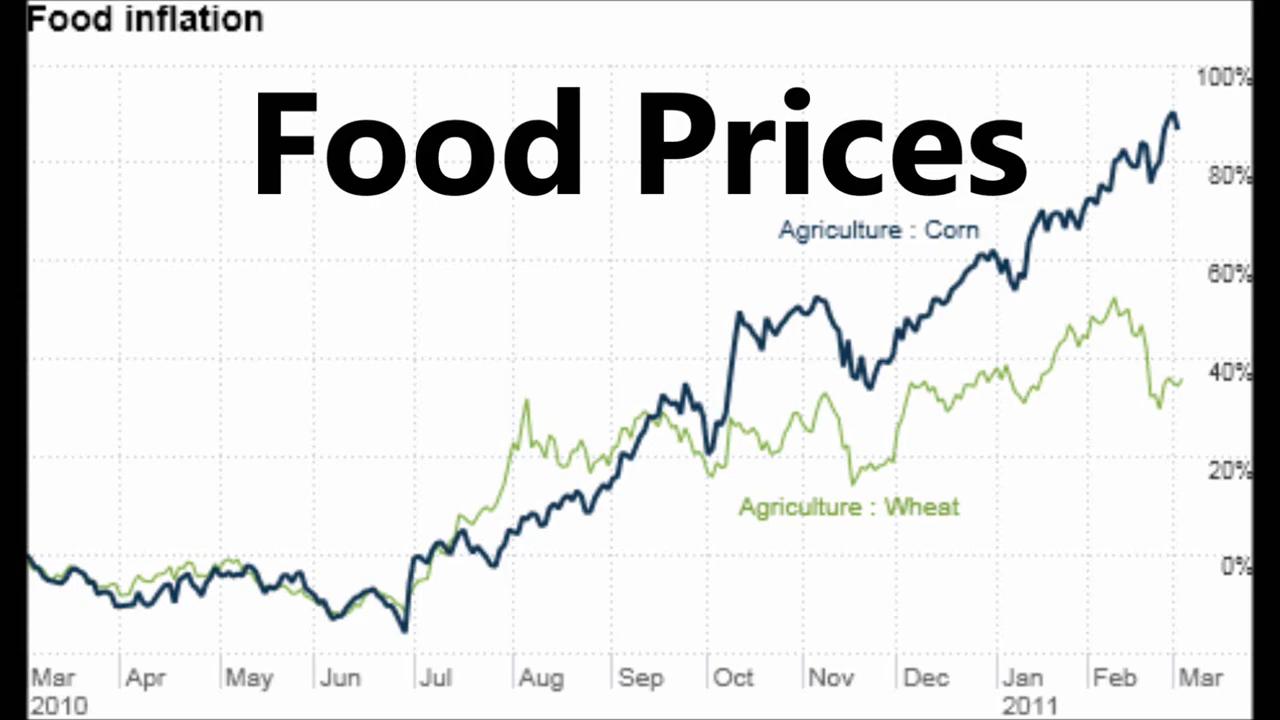 Food inflation
Food Prices
100%
80%
Agriculture : Corn
60%
40%
20%
Agriculture : Wheat
0%
Mar Apr May Jun Jul Aug Sep Oct Nov Dec Jan Feb Mar
2010 2011